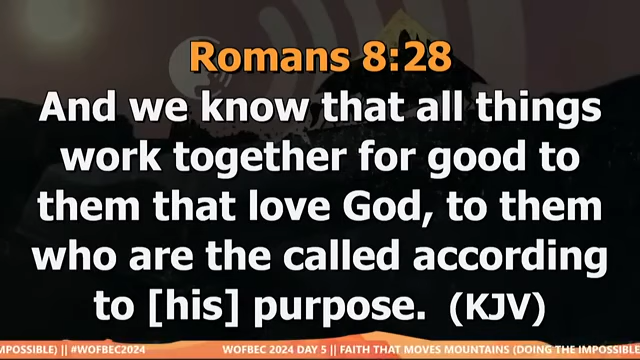 Romans 8:28
And we know that all things
work together for good to
them that love God, to them
who are the called according
to [his] purpose. (KJV)
MPOSSIBLE) || #WOFBEC2024 WOFBEC 2024 DAY 5 || FAITH THAT MOVES MOUNTAINS (DOING THE IMPOSSIBLE